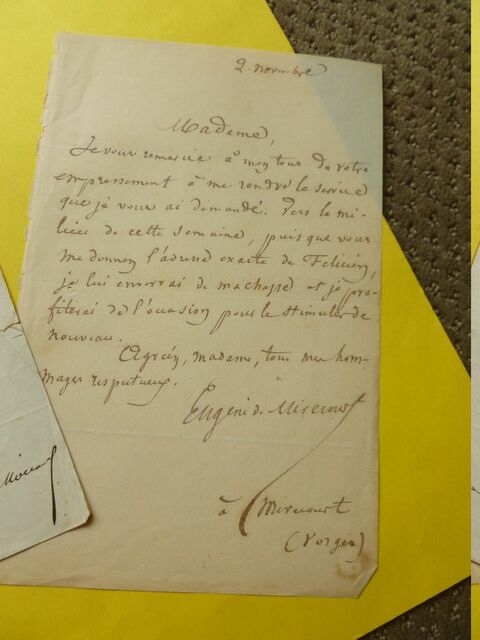 2 novembre
Madame,
Je vous remercie à mon tour de votre
empressement à me rendre le service
que je vous ai demandé. Vers le mi-
lieu de cette semaine, puis que vous
me donnez l'adresse exacte de Félicien,
je lui enverrai de ma chasse et je pro-
fiterai de l'occasion pour le stimuler de
nouveau.
Agréez, madame, tous mes hom-
mages respectueux.
Eugène de Mirecourt
à Mirecourt
(Vosges)